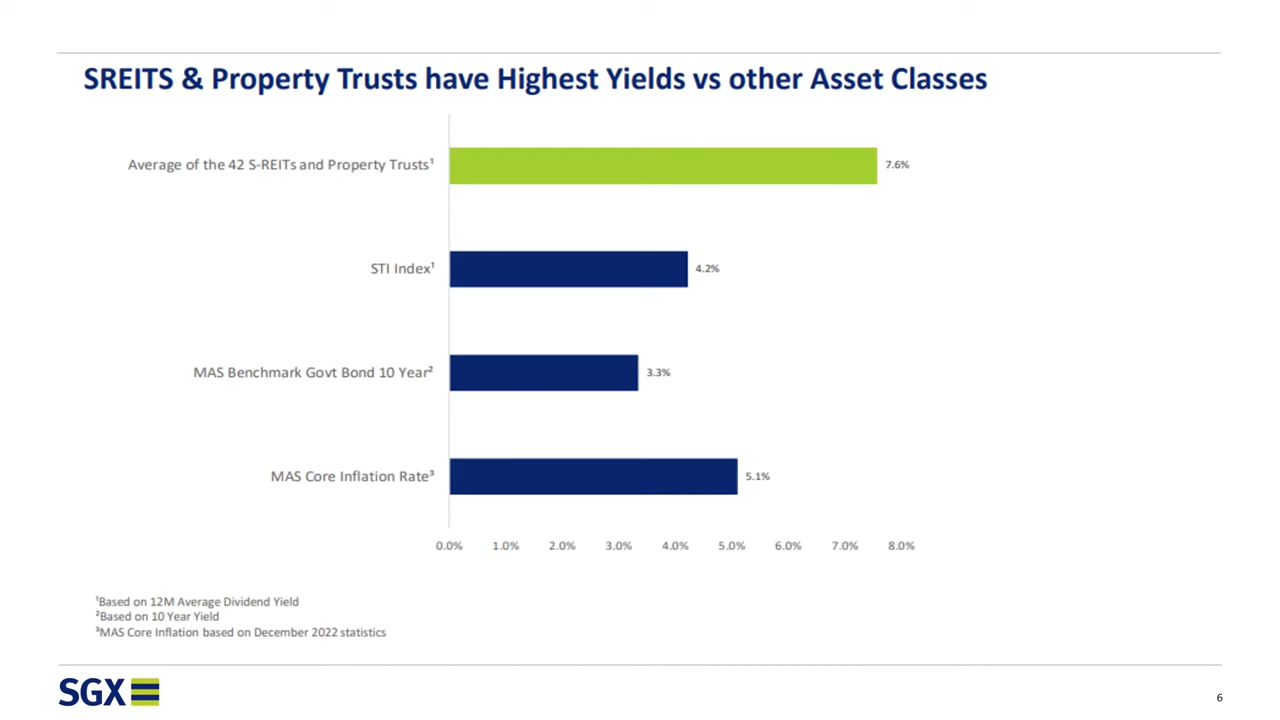 SREITS & Property Trusts have Highest Yields vs other Asset Classes
Average of the 42 S-REITs and Property Trusts¹
7.6%
STI Index¹
4.2%
MAS Benchmark Govt Bond 10 Year²
3.3%
MAS Core Inflation Rate³
5.1%
0.0% 1.0% 2.0% 3.0% 4.0% 5.0% 6.0% 7.0% 8.0%
¹Based on 12M Average Dividend Yield
²Based on 10 Year Yield
³MAS Core Inflation based on December 2022 statistics
SGX
6